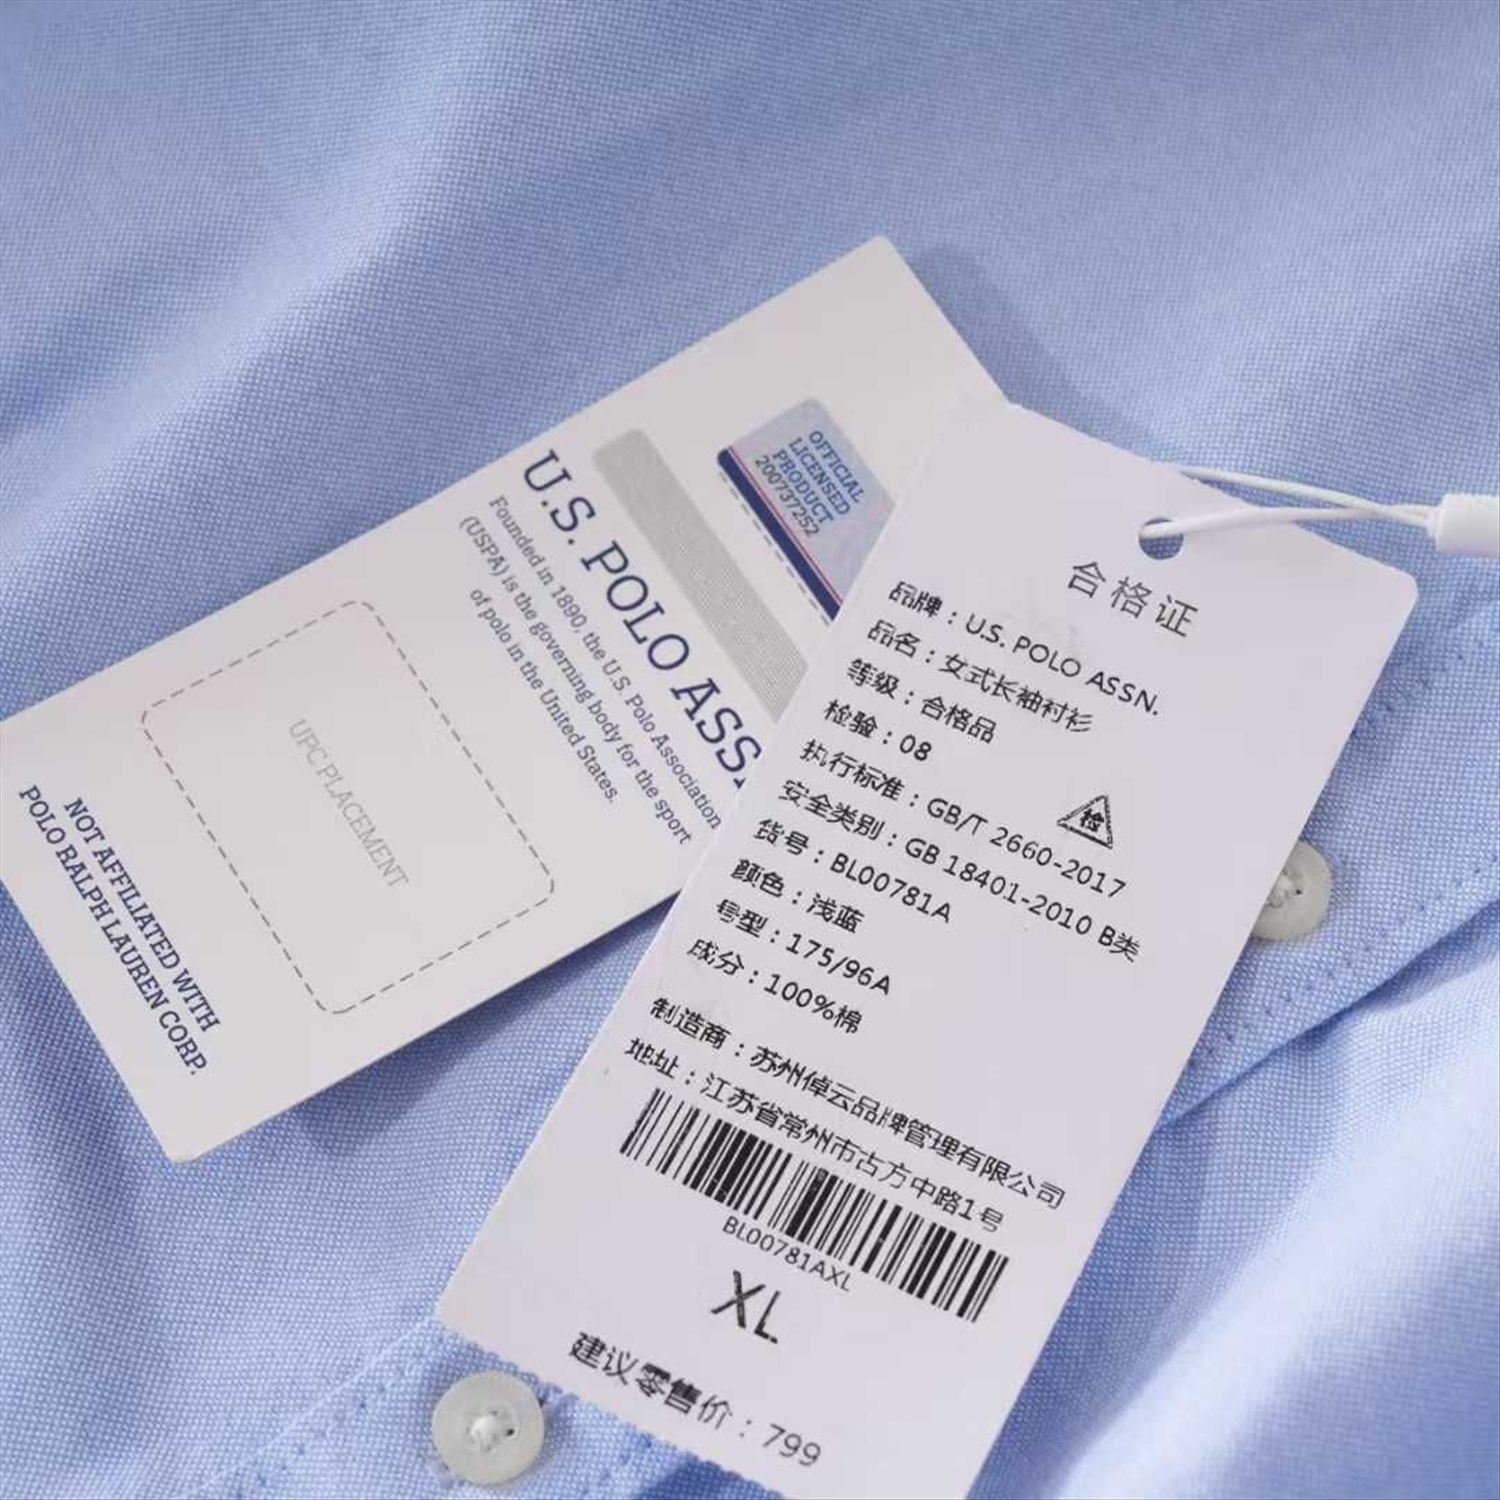 OFFICIAL
LICENSED
PRODUCT
200737252
U.S. POLO ASS
Founded in 1890, the U.S. Polo Association
(USPA) is the governing body for the sport
of polo in the United States.
UPC PLACEMENT
NOT AFFILIATED WITH
POLO RALPH LAUREN CORP.
合格证
品牌：U.S. POLO ASSN.
品名：女式长袖衬衫
等级：合格品
检验：08
检
执行标准：GB/T 2660-2017
安全类别：GB 18401-2010 B类
货号：BL00781A
颜色：浅蓝
号型：175/96A
成分：100%棉
制造商：苏州倬云品牌管理有限公司
地址：江苏省常州市古方中路1号
BL00781AXL
XL
建议零售价：799